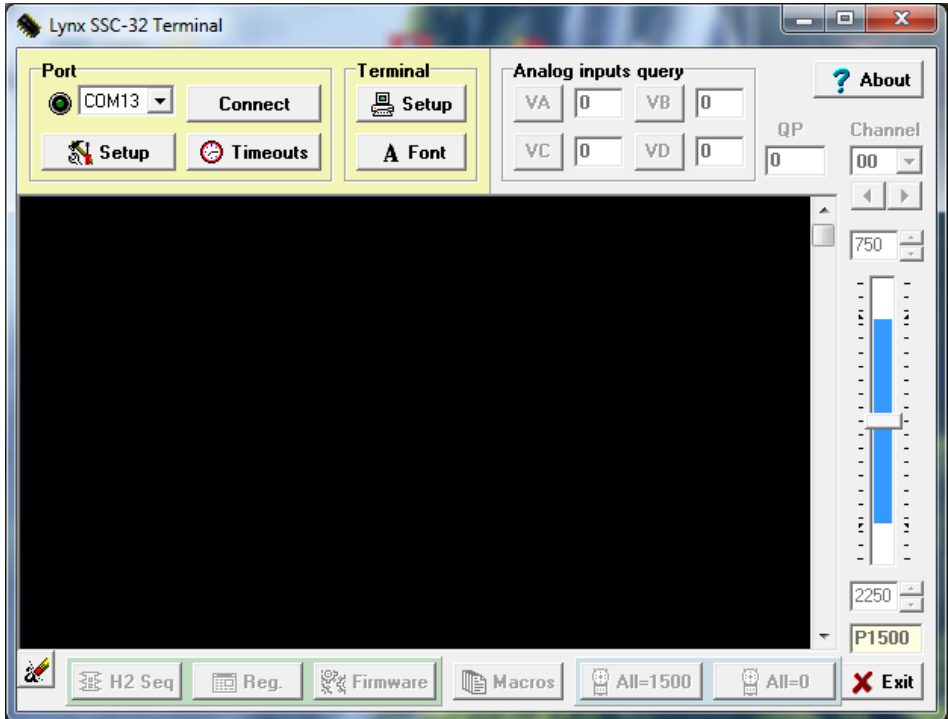 Lynx SSC-32 Terminal
Port
COM13
Connect
Setup
Timeouts
Terminal
Setup
A Font
Analog inputs query
VA 0 VB 0
VC 0 VD 0
? About
QP
0
Channel
00
750
2250
P1500
H2 Seq
Reg.
Firmware
Macros
All=1500
All=0
Exit